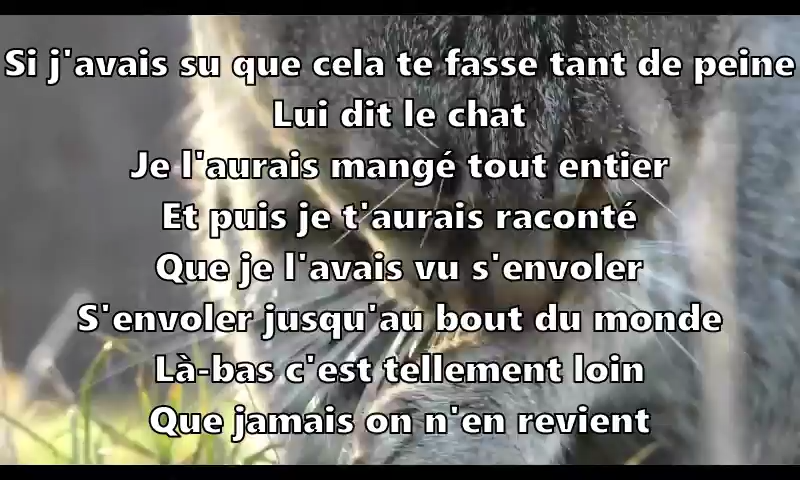 Si j'avais su que cela te fasse tant de peine
Lui dit le chat
Je l'aurais mangé tout entier
Et puis je t'aurais raconté
Que je l'avais vu s'envoler
S'envoler jusqu'au bout du monde
Là-bas c'est tellement loin
Que jamais on n'en revient